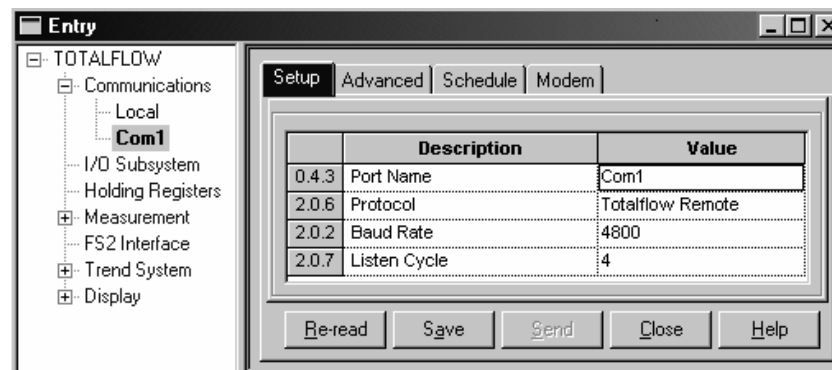 Entry
TOTALFLOW
Communications
Local
Com1
I/O Subsystem
Holding Registers
Measurement
FS2 Interface
Trend System
Display
Setup Advanced Schedule Modem
Description Value
0.4.3 Port Name Com1
2.0.6 Protocol Totalflow Remote
2.0.2 Baud Rate 4800
2.0.7 Listen Cycle 4
Re-read Save Send Close Help